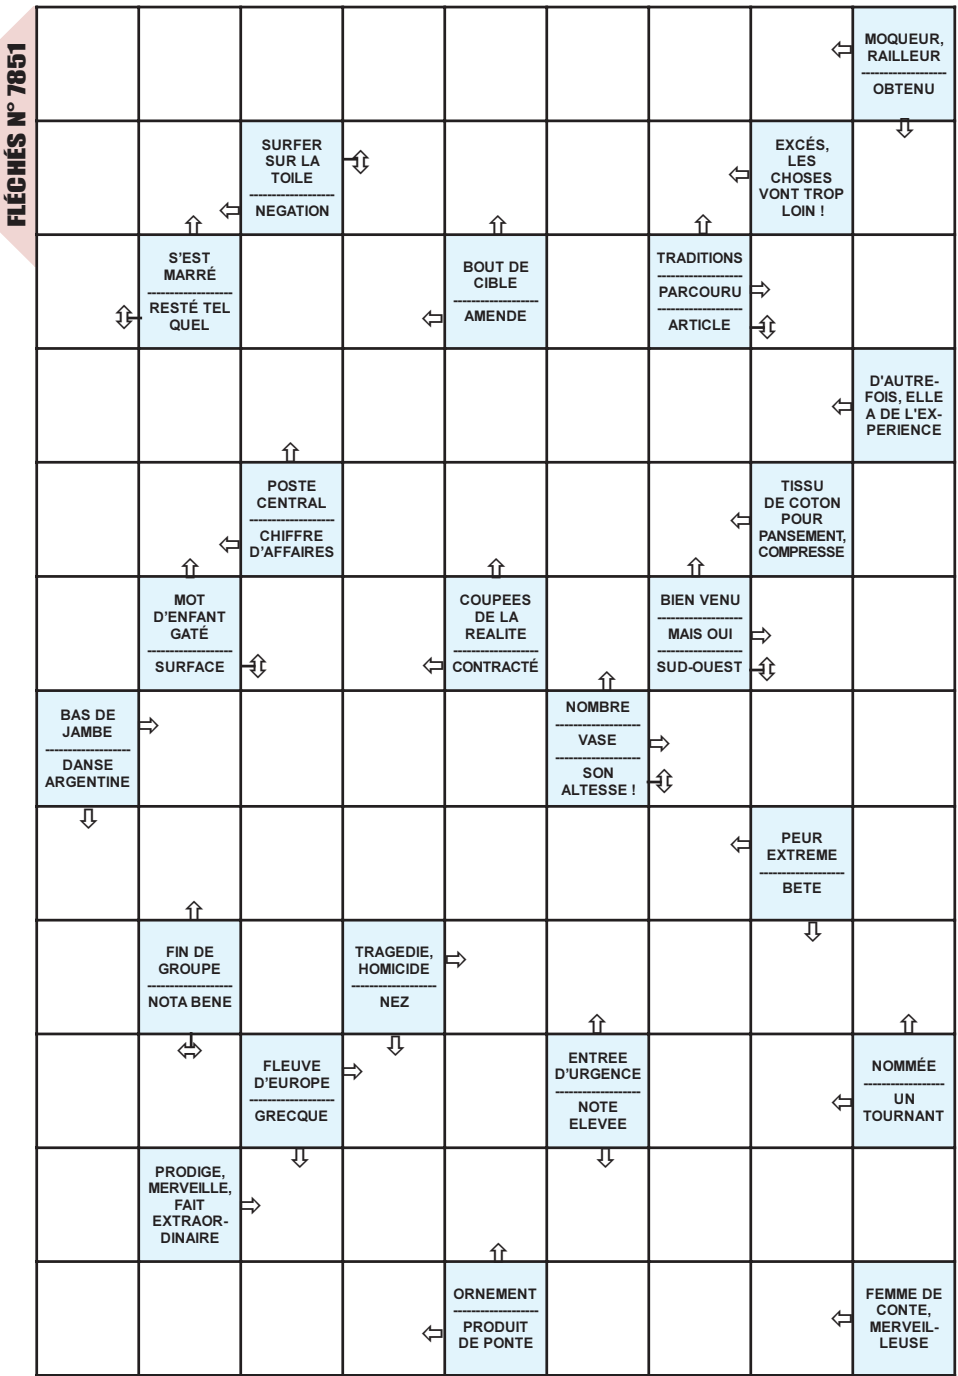 FLÉCHÉS N° 7851
MOQUEUR,
RAILLEUR
OBTENU
SURFER
SUR LA
TOILE
NEGATION
EXCÉS,
LES
CHOSES
VONT TROP
LOIN !
S'EST
MARRÉ
RESTÉ TEL
QUEL
BOUT DE
CIBLE
AMENDE
TRADITIONS
PARCOURU
ARTICLE
D'AUTRE-
FOIS, ELLE
A DE L'EX-
PERIENCE
POSTE
CENTRAL
CHIFFRE
D'AFFAIRES
TISSU
DE COTON
POUR
PANSEMENT,
COMPRESSE
MOT
D'ENFANT
GATÉ
SURFACE
COUPEES
DE LA
REALITE
CONTRACTÉ
BIEN VENU
MAIS OUI
SUD-OUEST
BAS DE
JAMBE
DANSE
ARGENTINE
NOMBRE
VASE
SON
ALTESSE !
PEUR
EXTREME
BETE
FIN DE
GROUPE
NOTA BENE
TRAGEDIE,
HOMICIDE
NEZ
FLEUVE
D'EUROPE
GRECQUE
ENTREE
D'URGENCE
NOTE
ELEVEE
NOMMÉE
UN
TOURNANT
PRODIGE,
MERVEILLE,
FAIT
EXTRAOR-
DINAIRE
ORNEMENT
PRODUIT
DE PONTE
FEMME DE
CONTE,
MERVEIL-
LEUSE